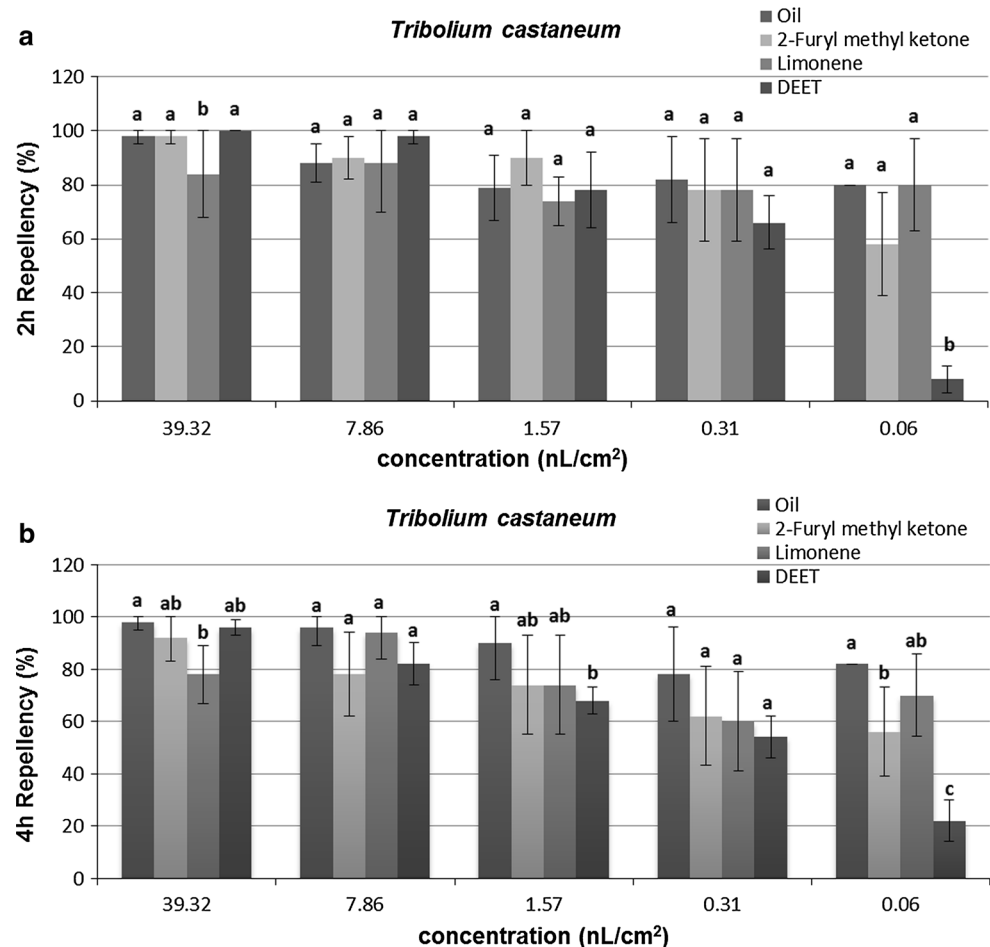 a
Tribolium castaneum
Oil
2-Furyl methyl ketone
Limonene
DEET
2h Repellency (%)
120
100
80
60
40
20
0
a a b a
a a a a
a a a a
a a a a
a a a b
39.32 7.86 1.57 0.31 0.06
concentration (nL/cm²)
b
Tribolium castaneum
Oil
2-Furyl methyl ketone
Limonene
DEET
4h Repellency (%)
120
100
80
60
40
20
0
a ab b ab
a a a a
a ab ab b
a a a a
a b ab c
39.32 7.86 1.57 0.31 0.06
concentration (nL/cm²)